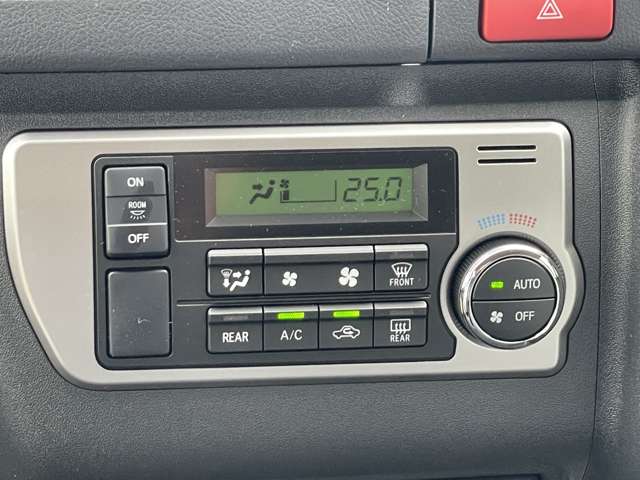 ON
ROOM
OFF
25.0
FRONT
REAR
A/C
REAR
AUTO
OFF